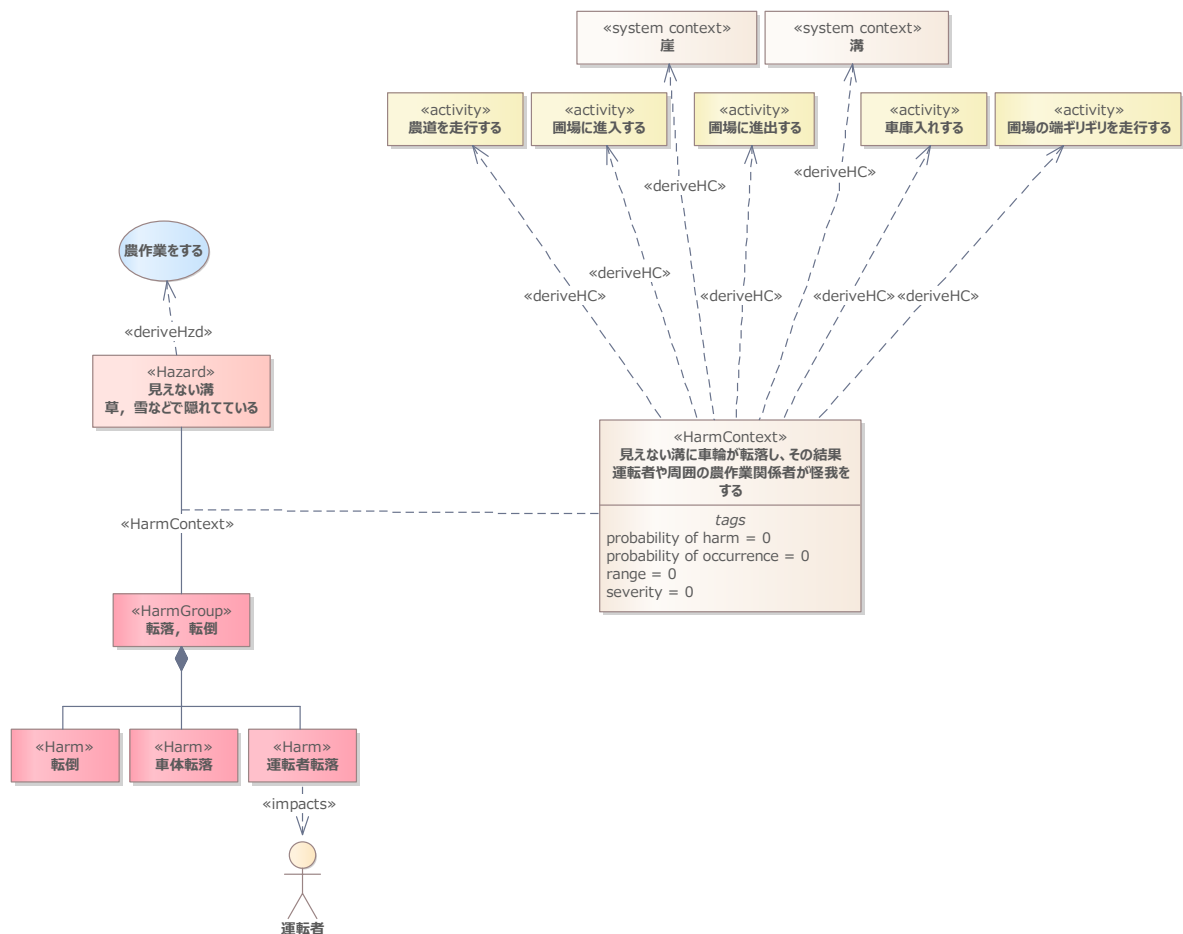 «system context»
崖
«system context»
溝
«activity»
農道を走行する
«activity»
圃場に進入する
«activity»
圃場に進出する
«activity»
車庫入れする
«activity»
圃場の端ギリギリを走行する
«deriveHC»
«deriveHC»
«deriveHC»
«deriveHC»
«deriveHC»
«deriveHC»
«deriveHC»
農作業をする
«deriveHzd»
«Hazard»
見えない溝
草，雪などで隠れてている
«HarmContext»
見えない溝に車輪が転落し、その結果
運転者や周囲の農作業関係者が怪我を
する
tags
probability of harm = 0
probability of occurrence = 0
range = 0
severity = 0
«HarmContext»
«HarmGroup»
転落，転倒
«Harm»
転倒
«Harm»
車体転落
«Harm»
運転者転落
«impacts»
運転者